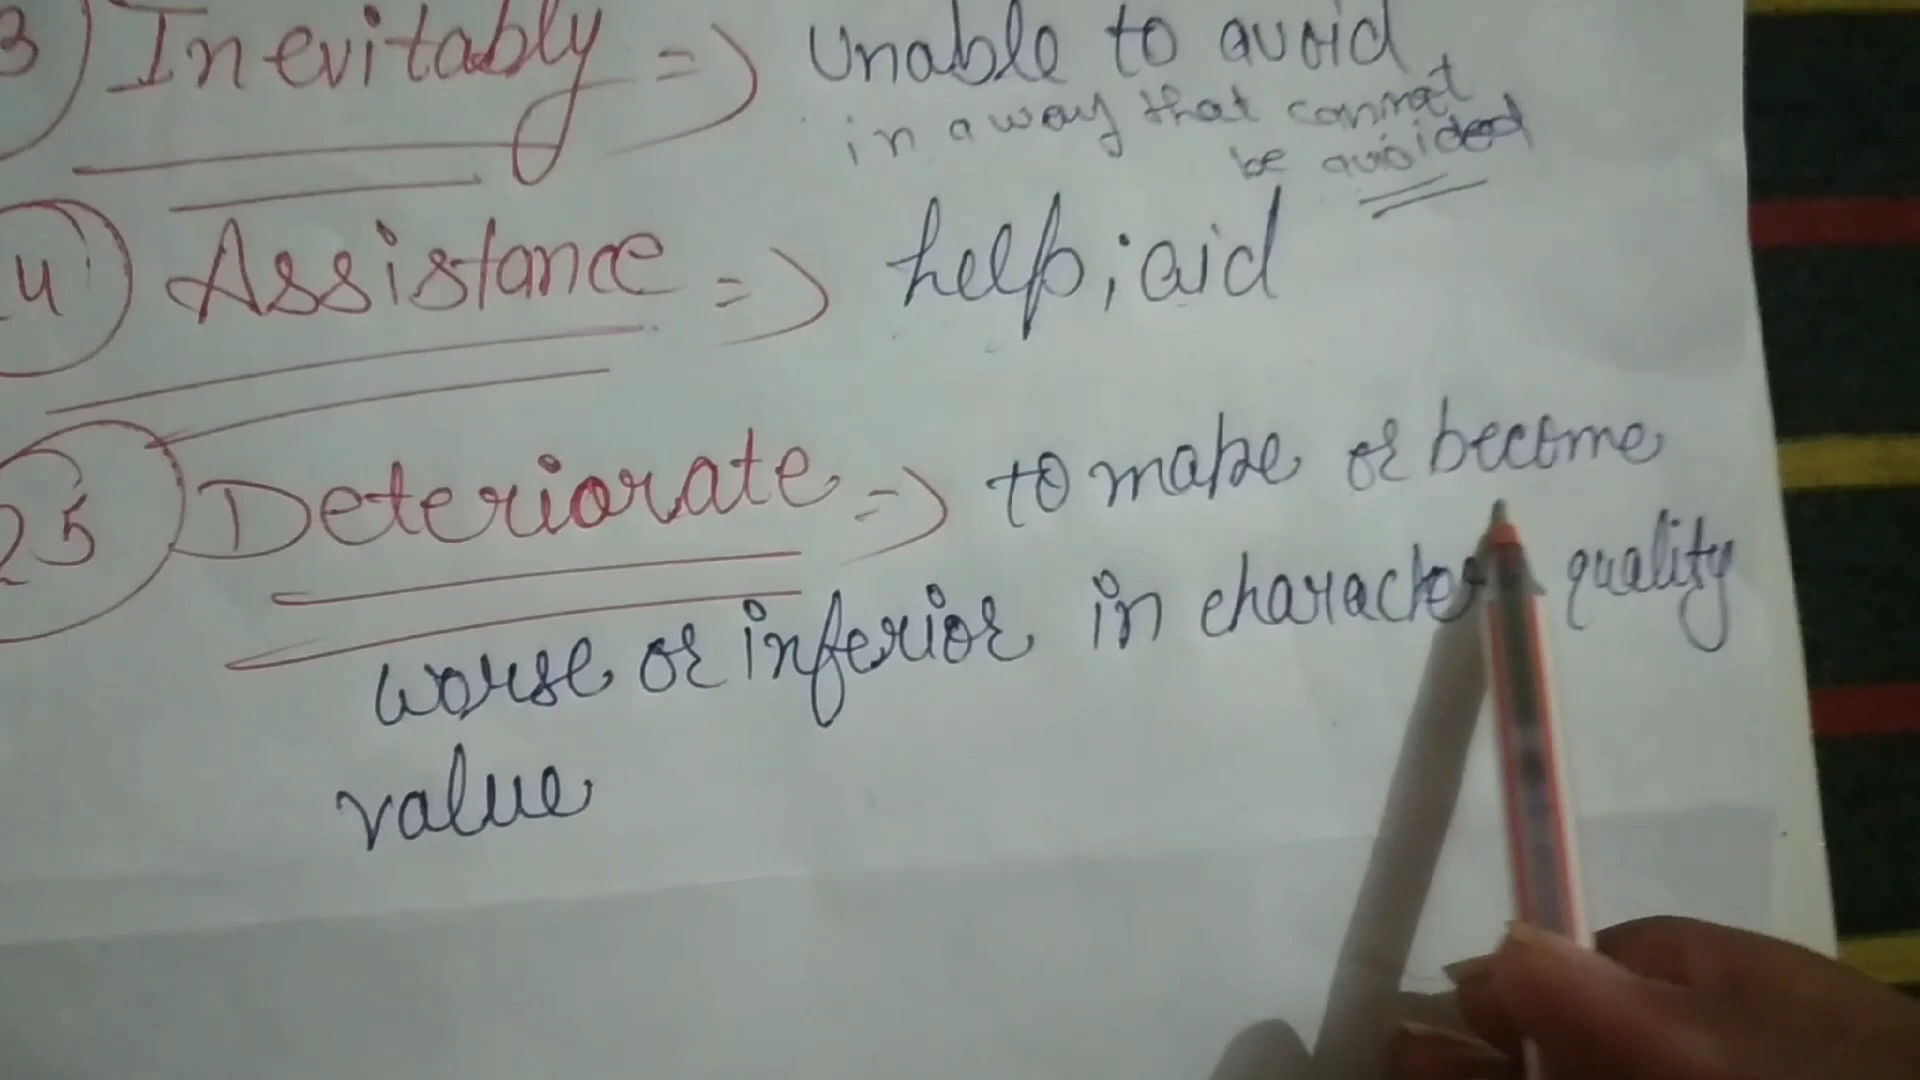 3) Inevitably => Unable to avoid
in a way that cannot
be avoided
24) Assistance => help; aid
25) Deteriorate => to make or become
worse or inferior in character quality
value